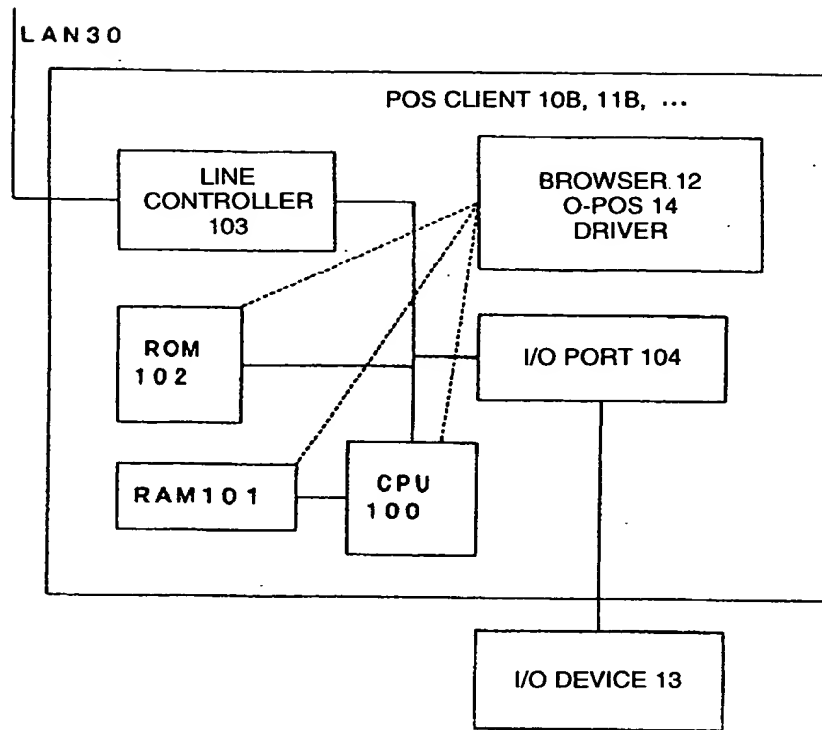 LAN30
POS CLIENT 10B, 11B, ...
LINE
CONTROLLER
103
BROWSER 12
O-POS 14
DRIVER
ROM
102
I/O PORT 104
RAM101
CPU
100
I/O DEVICE 13